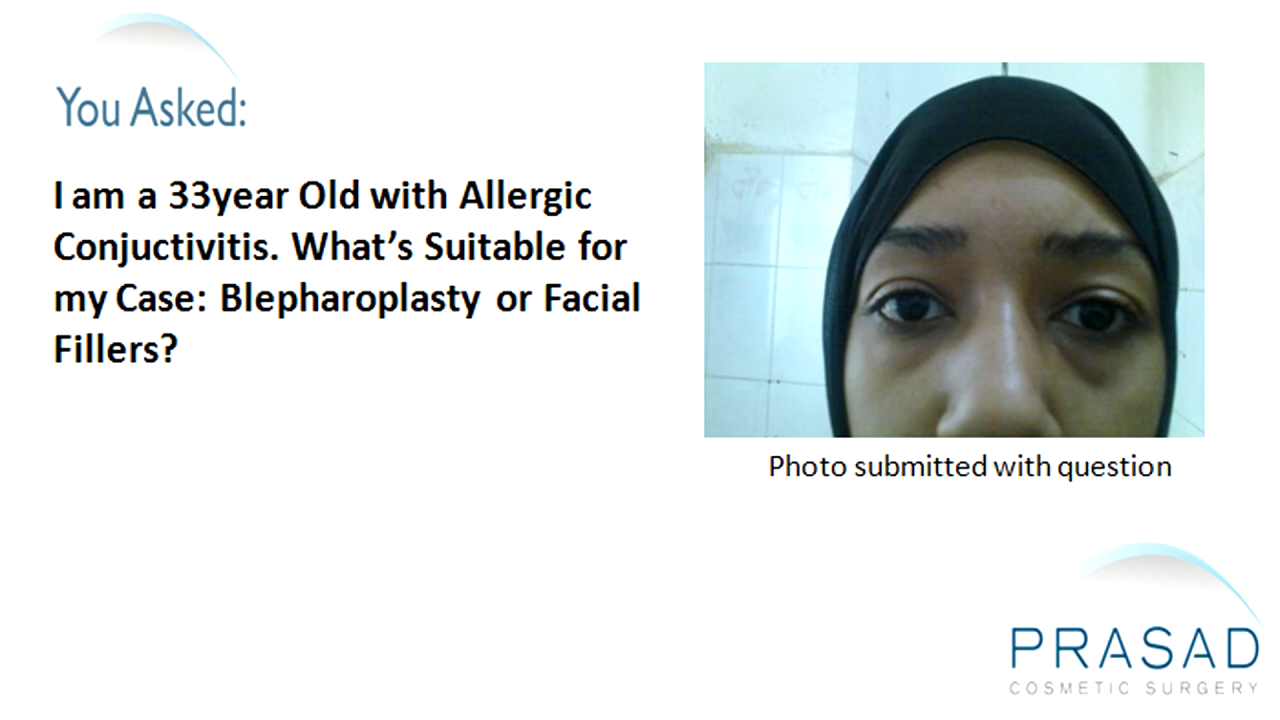 You Asked:
I am a 33year Old with Allergic
Conjuctivitis. What’s Suitable for
my Case: Blepharoplasty or Facial
Fillers?
Photo submitted with question
PRASAD
COSMETIC SURGERY